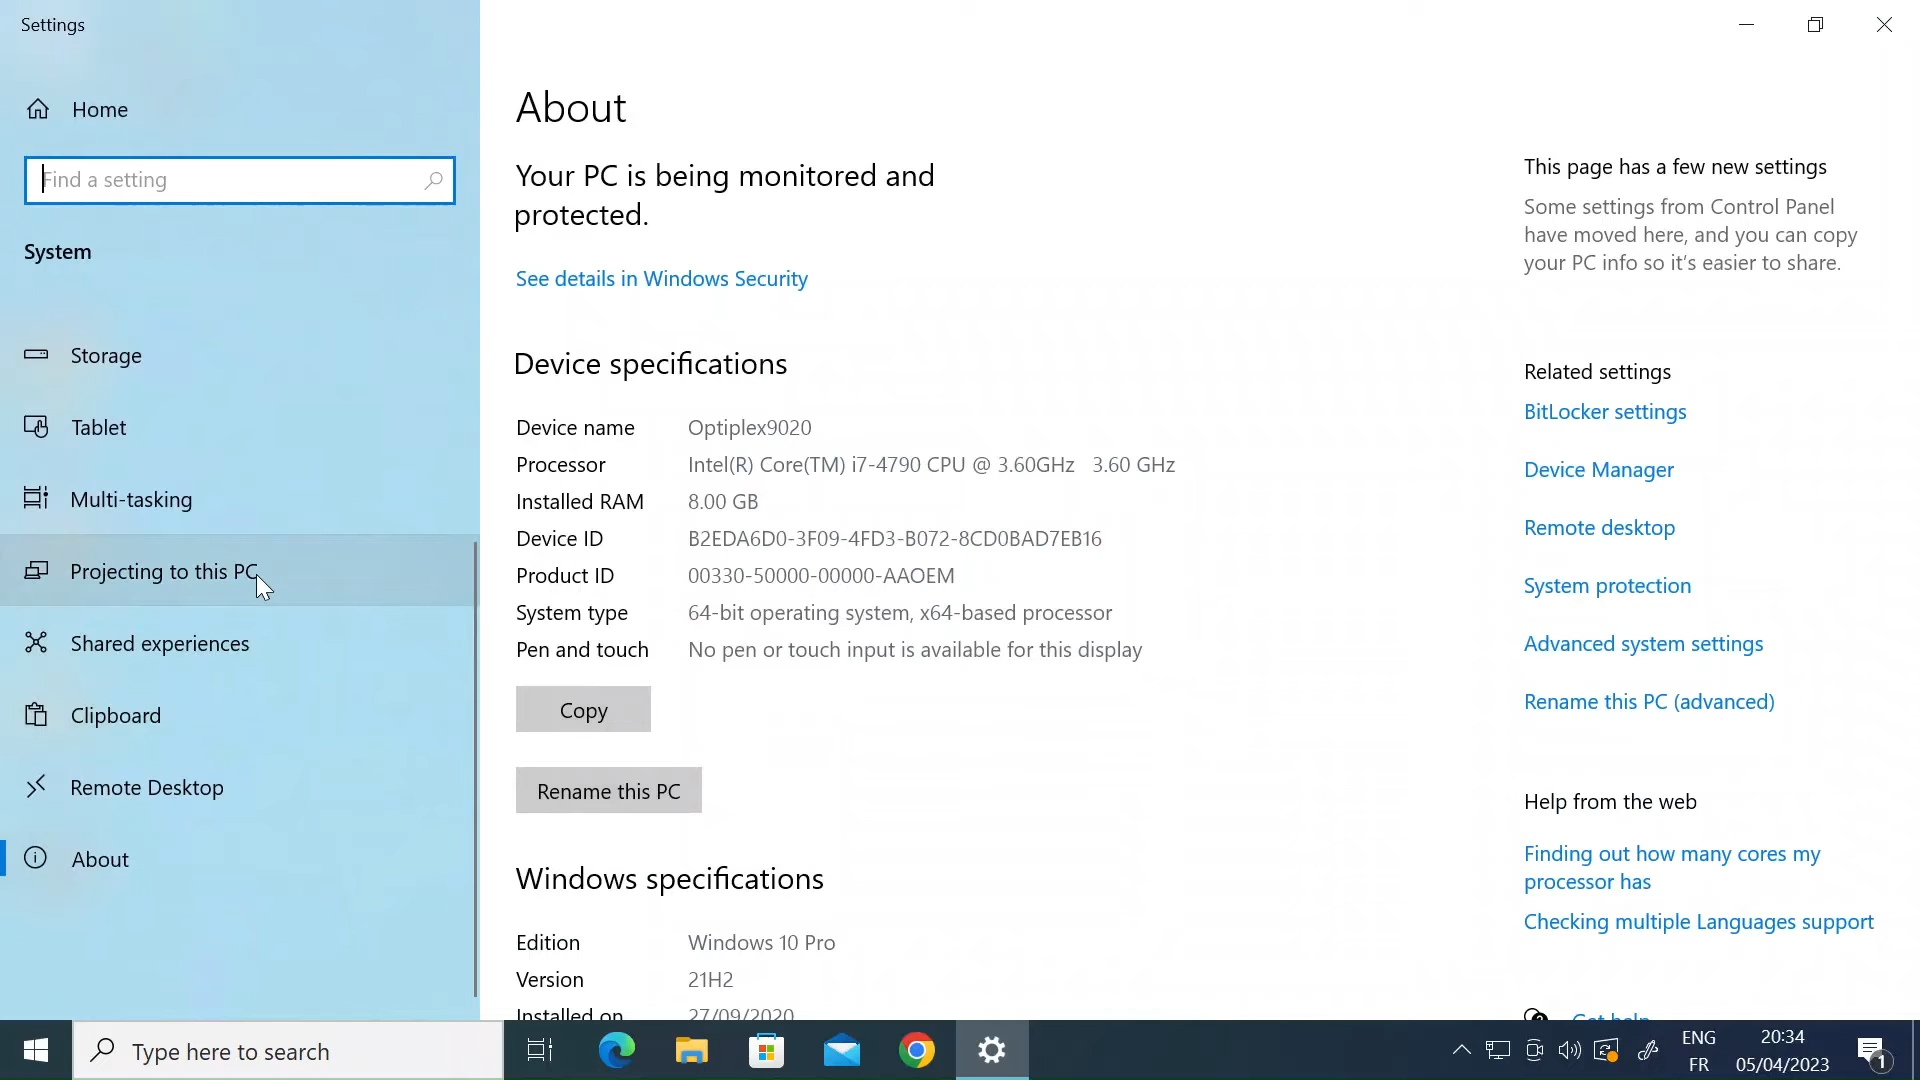 Settings
Home
Find a setting
System
Storage
Tablet
Multi-tasking
Projecting to this PC
Shared experiences
Clipboard
Remote Desktop
About
About
Your PC is being monitored and
protected.
See details in Windows Security
Device specifications
Device name Optiplex9020
Processor Intel(R) Core(TM) i7-4790 CPU @ 3.60GHz 3.60 GHz
Installed RAM 8.00 GB
Device ID B2EDA6D0-3F09-4FD3-B072-8CD0BAD7EB16
Product ID 00330-50000-00000-AAOEM
System type 64-bit operating system, x64-based processor
Pen and touch No pen or touch input is available for this display
Copy
Rename this PC
Windows specifications
Edition Windows 10 Pro
Version 21H2
Installed on 27/09/2020
This page has a few new settings
Some settings from Control Panel
have moved here, and you can copy
your PC info so it's easier to share.
Related settings
BitLocker settings
Device Manager
Remote desktop
System protection
Advanced system settings
Rename this PC (advanced)
Help from the web
Finding out how many cores my
processor has
Checking multiple Languages support
Get help
Type here to search
ENG
FR
20:34
05/04/2023
1